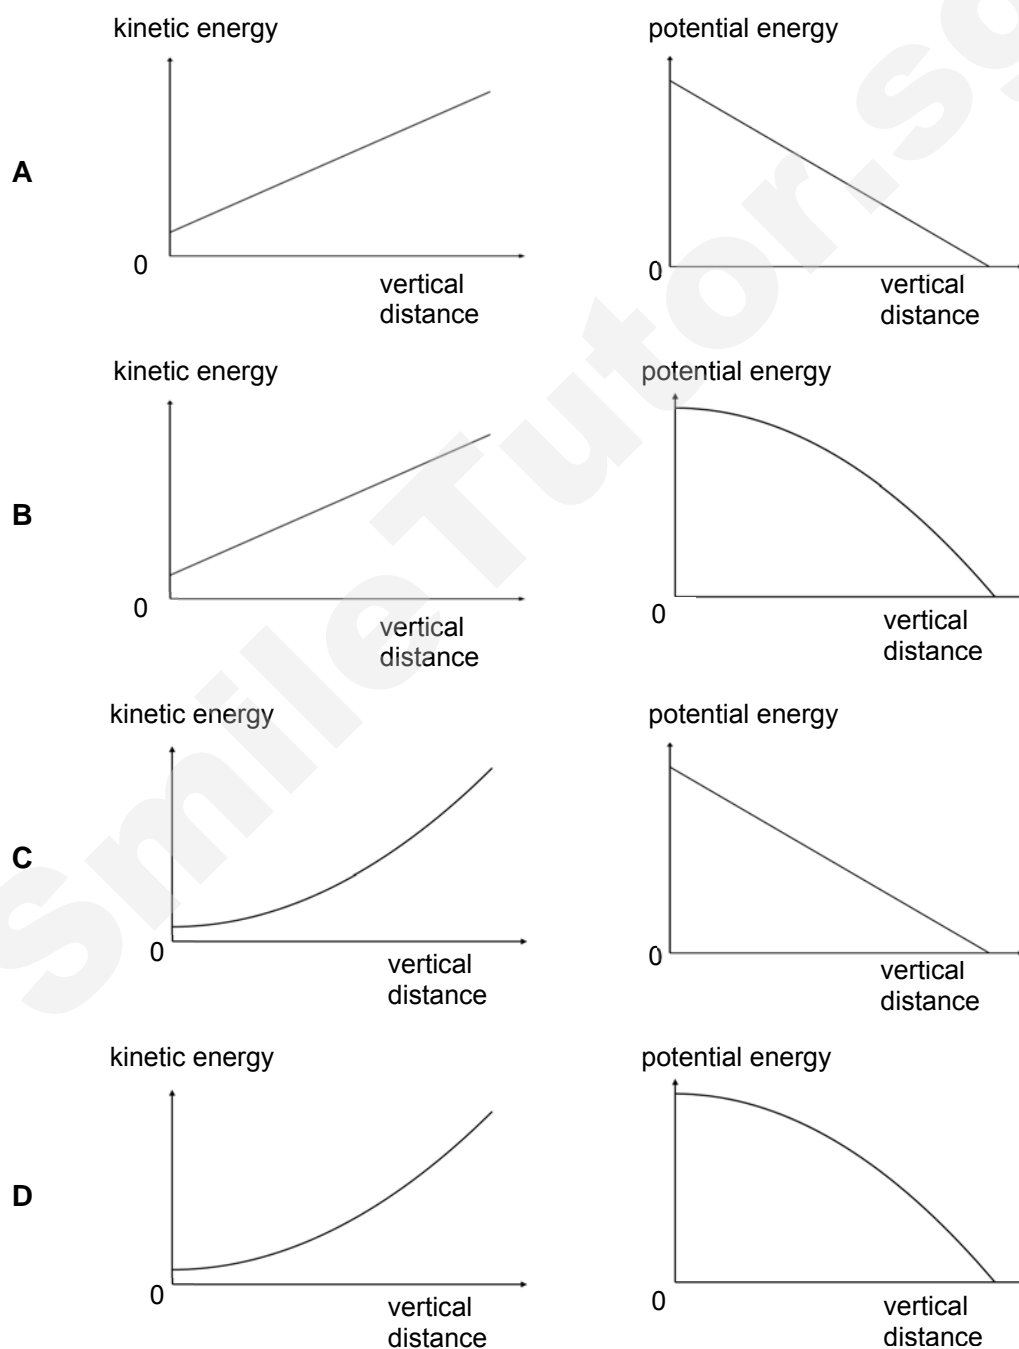 kinetic energy potential energy
A
0 0
vertical vertical
distance distance
kinetic energy potential energy
B
0 0
vertical vertical
distance distance
kinetic energy potential energy
C
0 0
vertical vertical
distance distance
kinetic energy potential energy
D
0 0
vertical vertical
distance distance
SmileTutor.sg